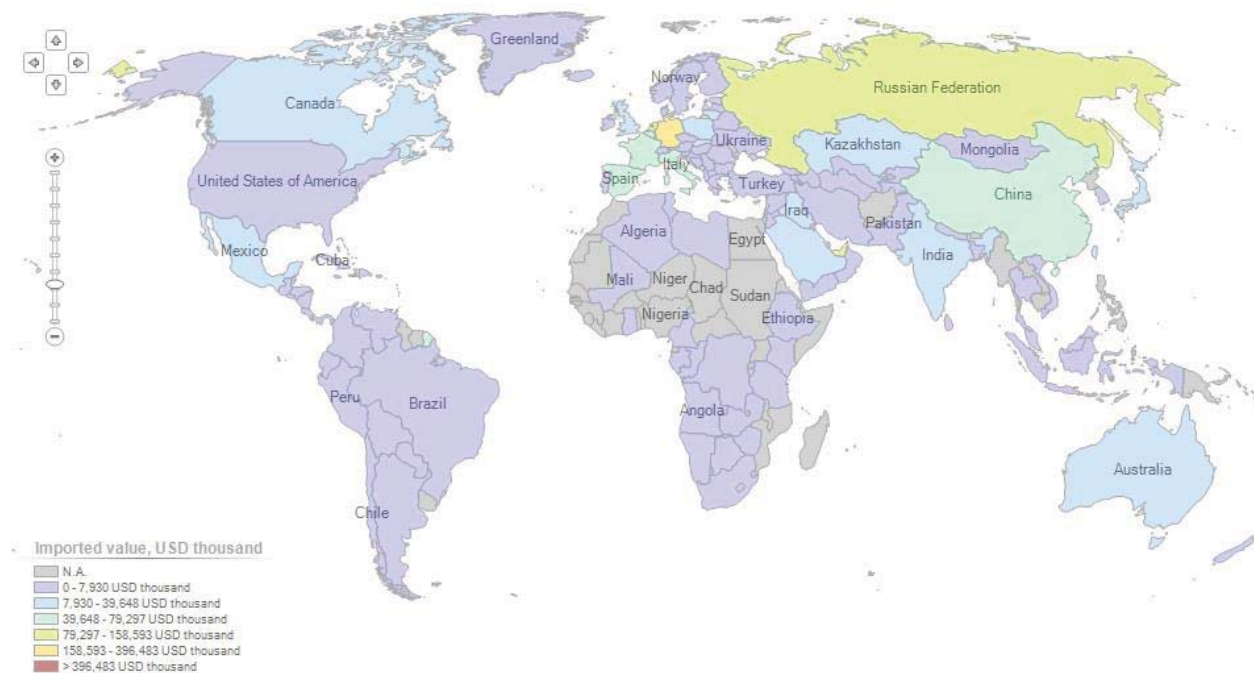 Greenland
Norway
Russian Federation
Canada
Ukraine
Kazakhstan
Mongolia
United States of America
Italy
Spain
Turkey
China
Iraq
Pakistan
Mexico
Algeria
Egypt
India
Cuba
Mali
Niger
Chad
Sudan
Nigeria
Ethiopia
Peru
Brazil
Angola
Australia
Chile
Imported value, USD thousand
N.A.
0 - 7,930 USD thousand
7,930 - 39,648 USD thousand
39,648 - 79,297 USD thousand
79,297 - 158,593 USD thousand
158,593 - 396,483 USD thousand
> 396,483 USD thousand